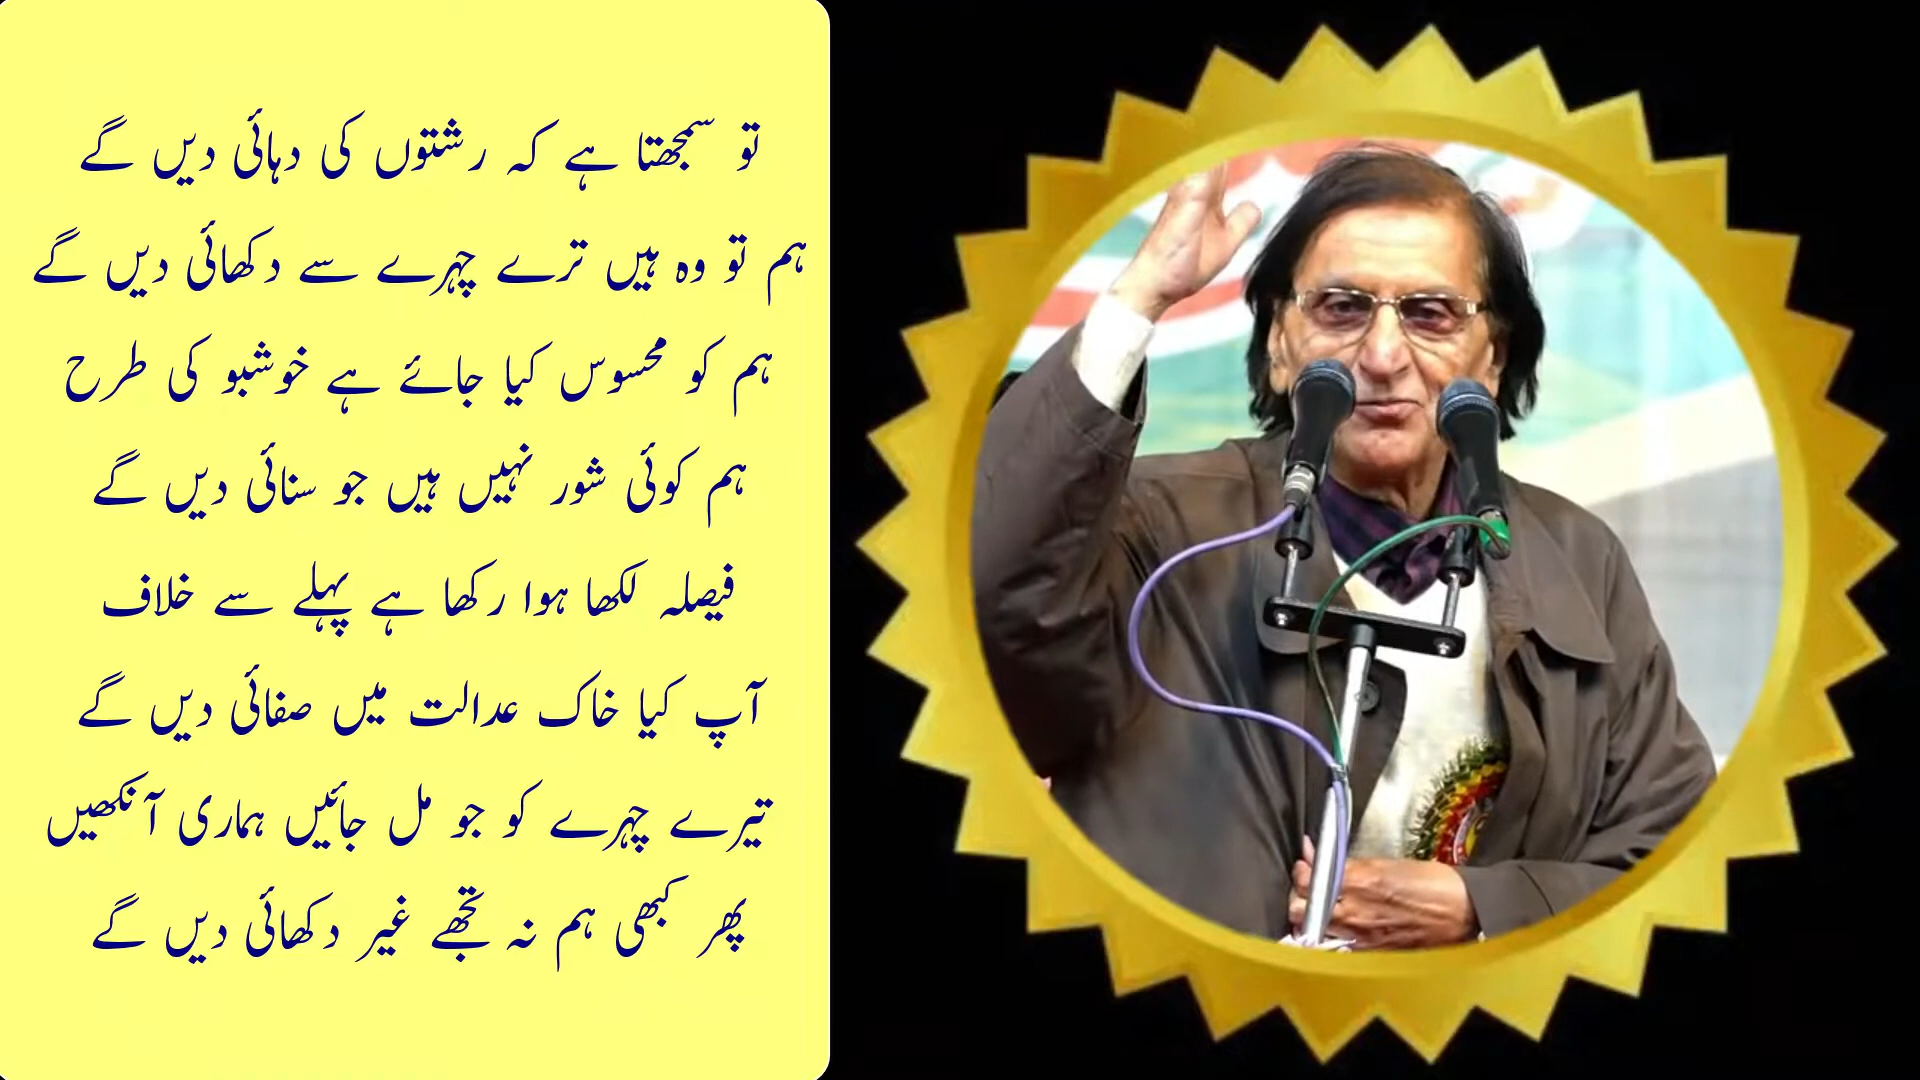 تو سمجھتا ہے کہ رشتوں کی دہائی دیں گے
ہم تو وہ ہیں ترے چہرے سے دکھائی دیں گے
ہم کو محسوس کیا جائے ہے خوشبو کی طرح
ہم کوئی شور نہیں ہیں جو سنائی دیں گے
فیصلہ لکھا ہوا رکھا ہے پہلے سے خلاف
آپ کیا خاک عدالت میں صفائی دیں گے
تیرے چہرے کو جو مل جائیں ہماری آنکھیں
پھر کبھی ہم نہ تجھے غیر دکھائی دیں گے